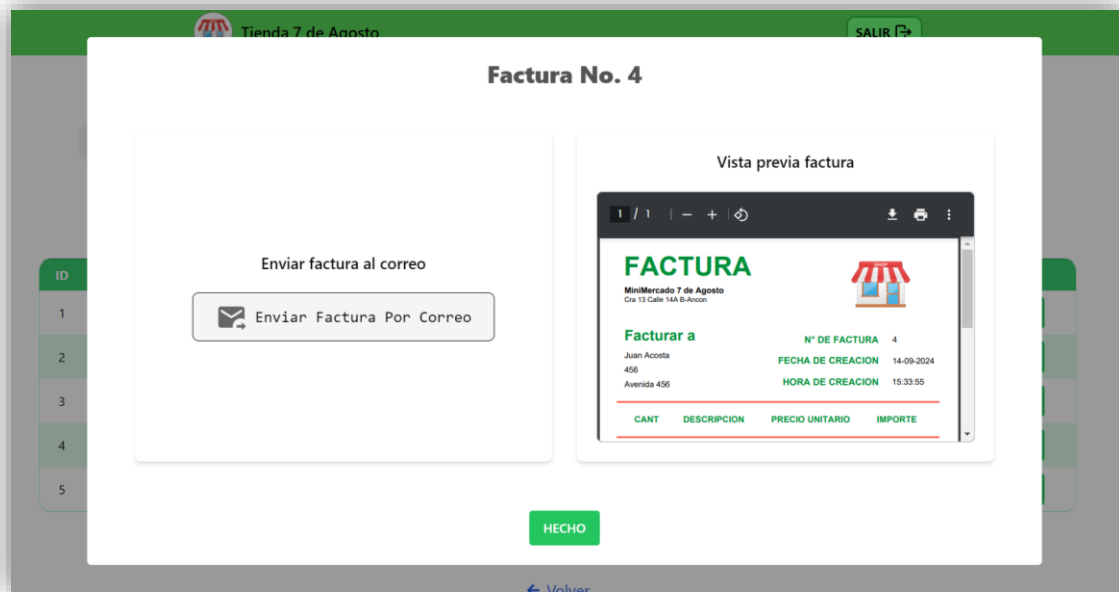 Tienda 7 de Agosto
SALIR
Factura No. 4
Enviar factura al correo
Enviar Factura Por Correo
Vista previa factura
1 / 1
FACTURA
SHOP
MiniMercado 7 de Agosto
Cra 13 Calle 14A B-Ancon
Facturar a
Juan Acosta
456
Avenida 456
N° DE FACTURA 4
FECHA DE CREACION 14-09-2024
HORA DE CREACION 15:33:55
CANT DESCRIPCION PRECIO UNITARIO IMPORTE
ID
1
2
3
4
5
HECHO
← Volver